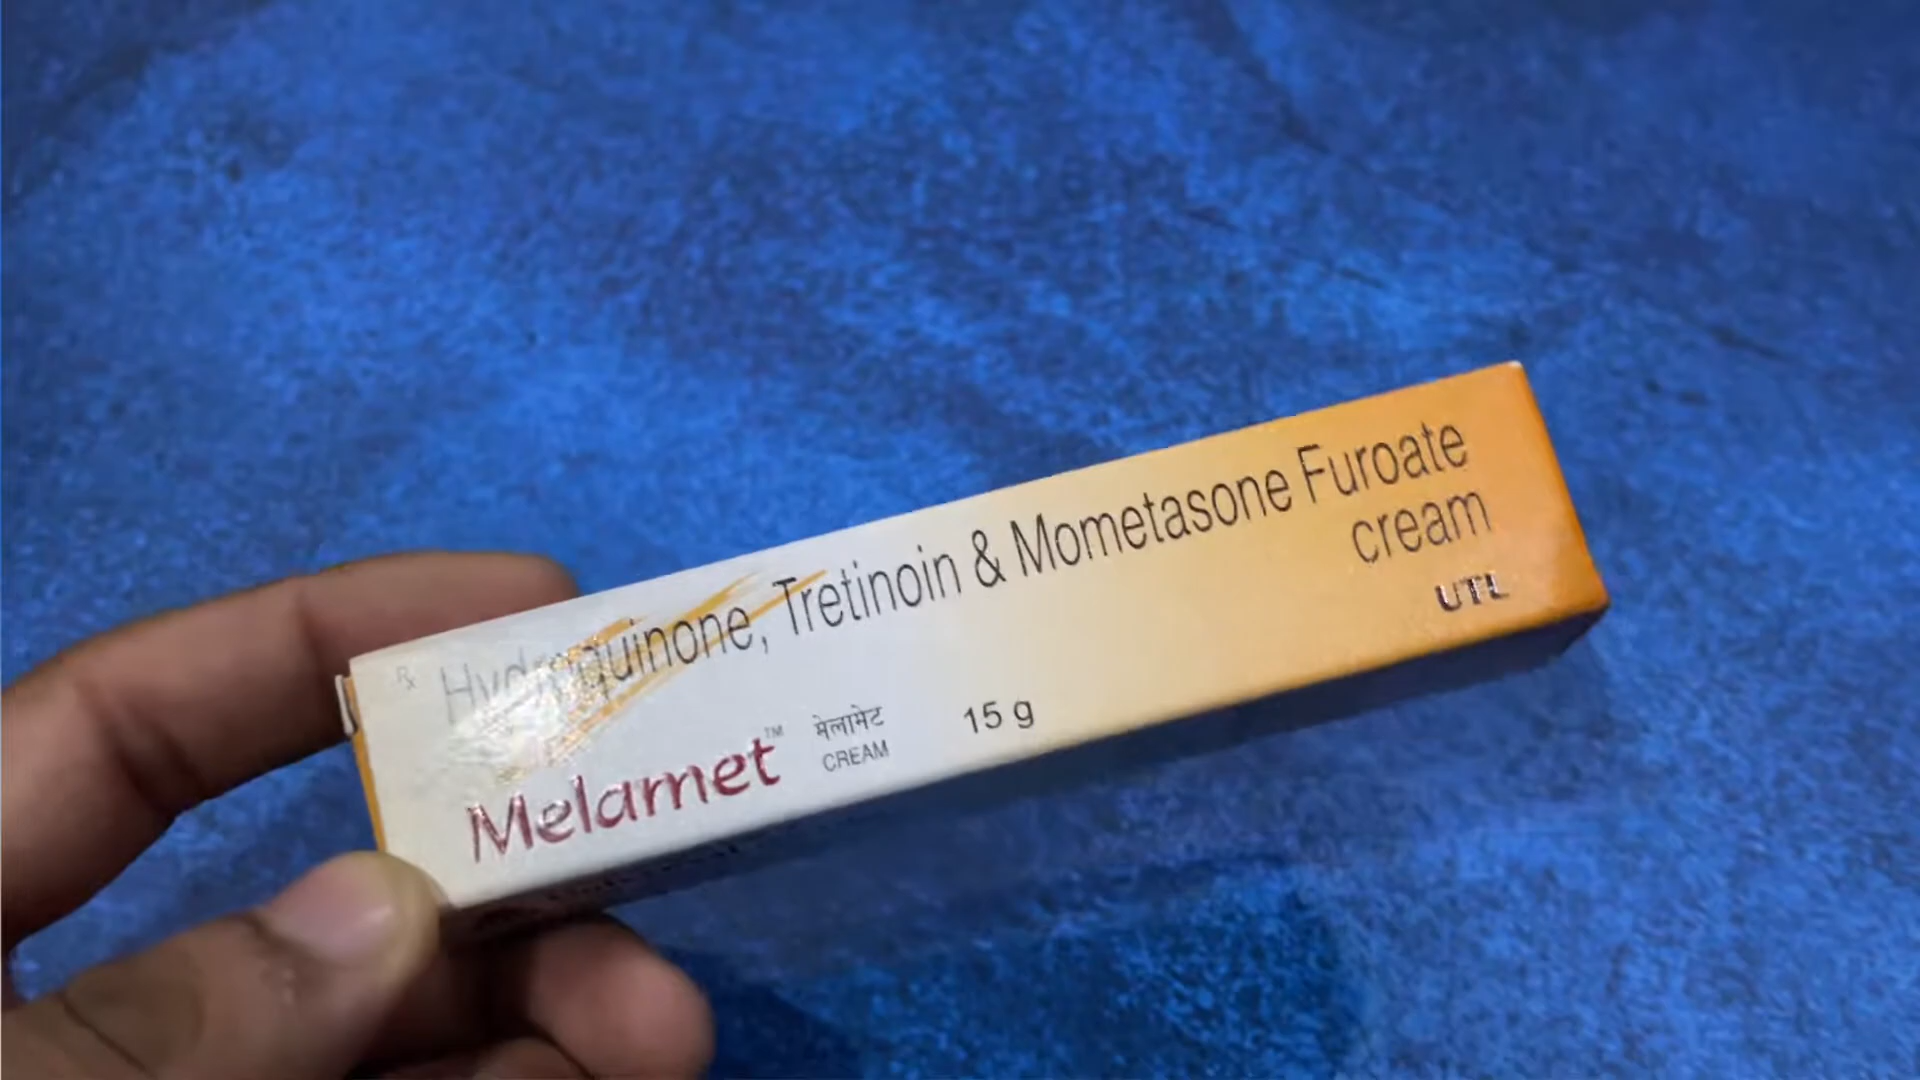 Rx Hydroquinone, Tretinoin & Mometasone Furoate
cream
UTL
Melamet™ मेलामेट
CREAM
15 g